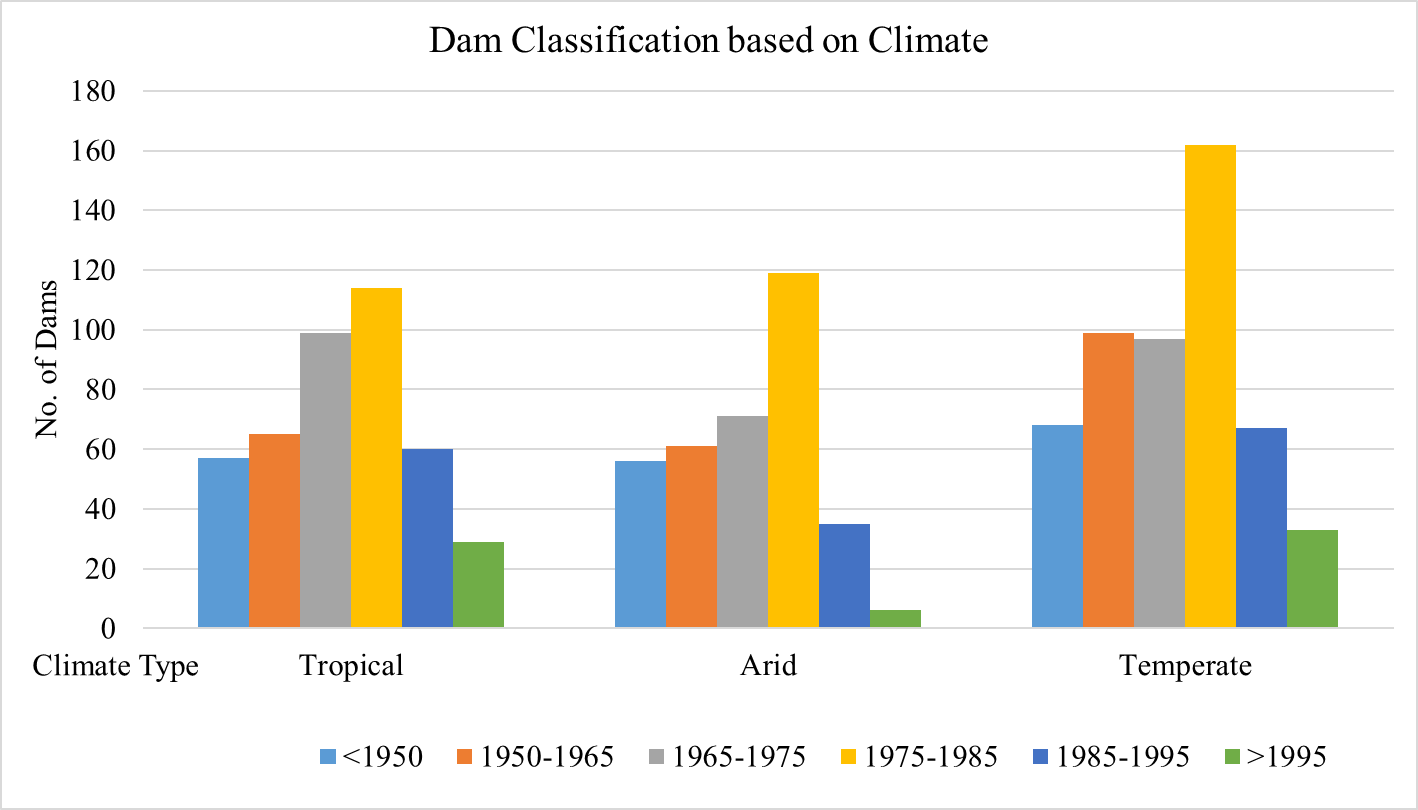 Dam Classification based on Climate
180
160
140
120
100
80
60
40
20
0
No. of Dams
Climate Type
Tropical
Arid
Temperate
<1950
1950-1965
1965-1975
1975-1985
1985-1995
>1995